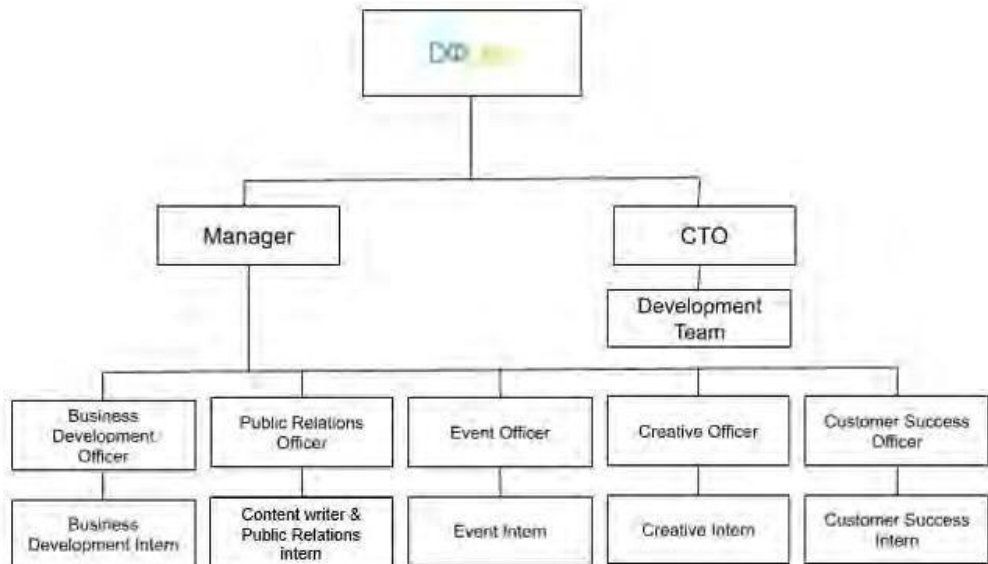 Manager
CTO
Development
Team
Business
Development
Officer
Public Relations
Officer
Event Officer
Creative Officer
Customer Success
Officer
Business
Development Intern
Content writer &
Public Relations
intern
Event Intern
Creative Intern
Customer Success
Intern